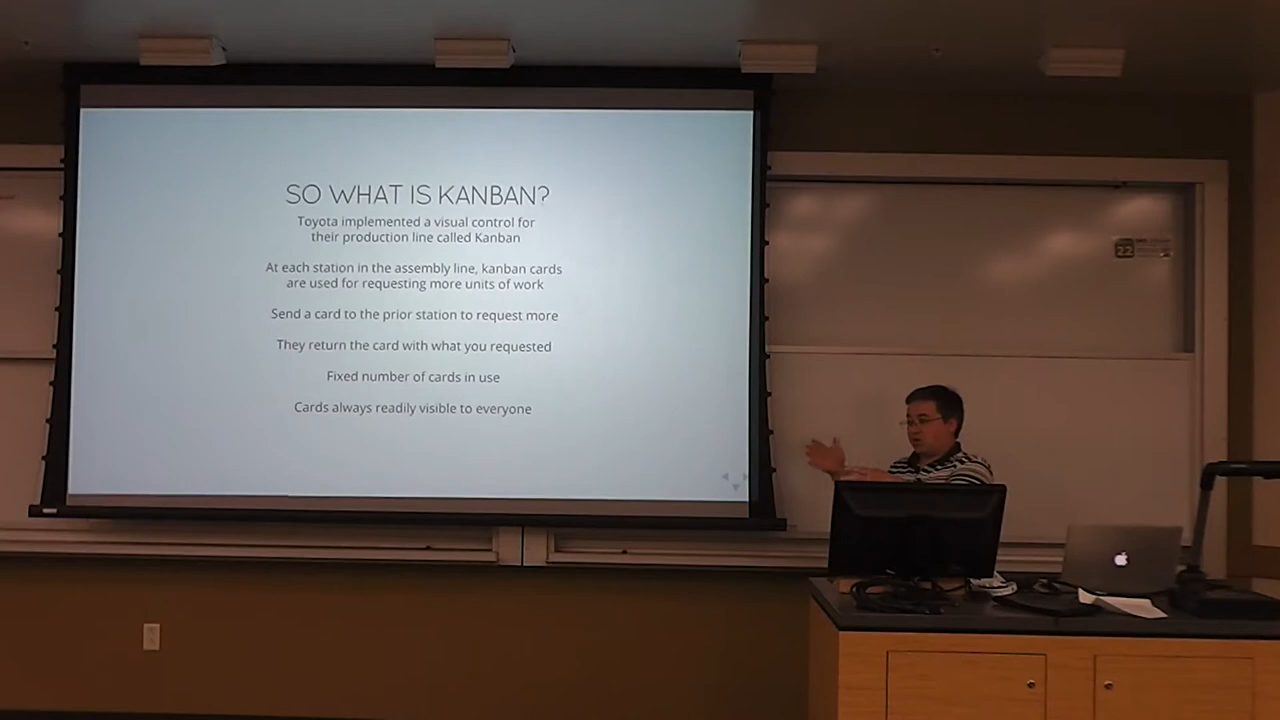 SO WHAT IS KANBAN?
Toyota implemented a visual control for
their production line called Kanban
At each station in the assembly line, kanban cards
are used for requesting more units of work
Send a card to the prior station to request more
They return the card with what you requested
Fixed number of cards in use
Cards always readily visible to everyone
22